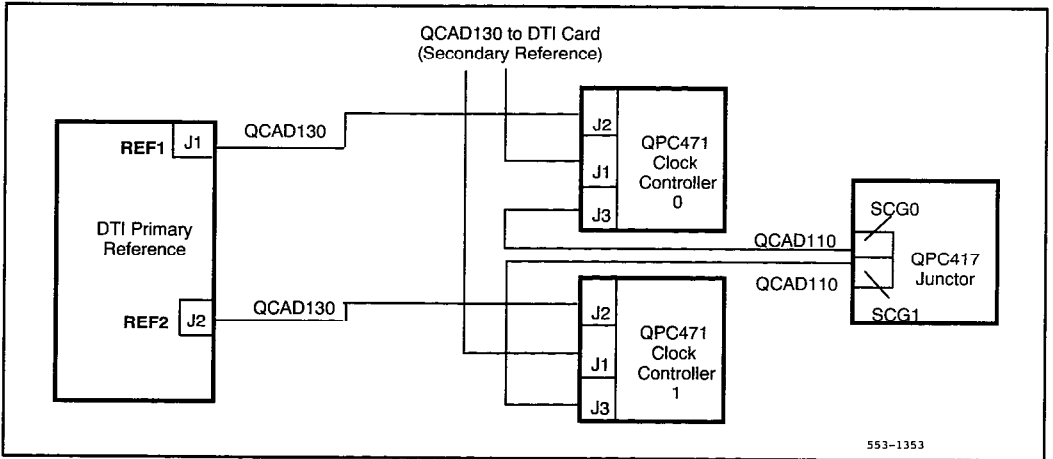 QCAD130 to DTI Card
(Secondary Reference)
REF1
J1
QCAD130
DTI Primary
Reference
REF2
J2
QCAD130
J2
J1
J3
QPC471
Clock
Controller
0
QCAD110
QCAD110
J2
J1
J3
QPC471
Clock
Controller
1
SCG0
QPC417
Junctor
SCG1
553-1353